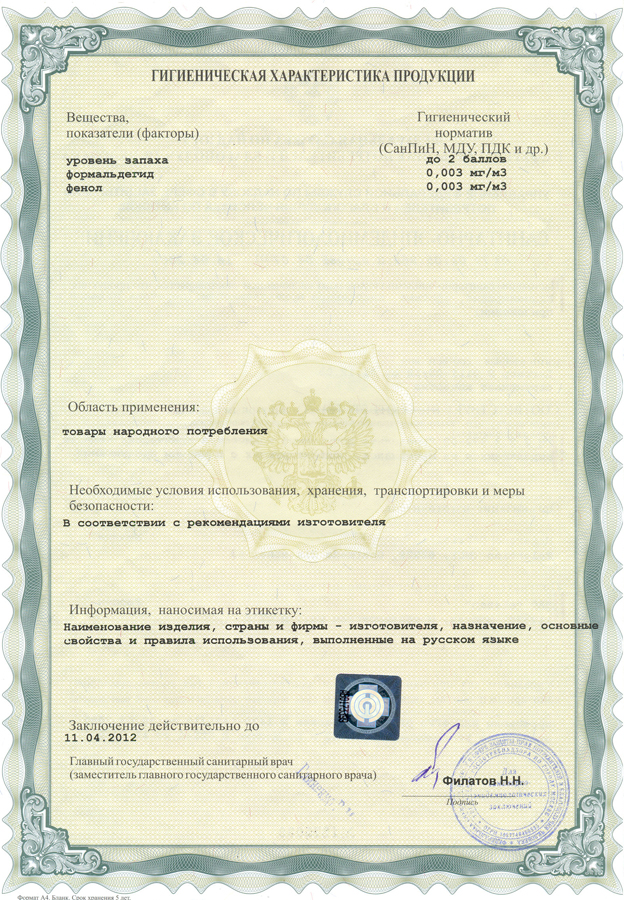 ГИГИЕНИЧЕСКАЯ ХАРАКТЕРИСТИКА ПРОДУКЦИИ
Вещества,
показатели (факторы)
Гигиенический
норматив
(СанПиН, МДУ, ПДК и др.)
уровень запаха до 2 баллов
формальдегид 0,003 мг/м3
фенол 0,003 мг/м3
Область применения:
товары народного потребления
Необходимые условия использования, хранения, транспортировки и меры
безопасности:
В соответствии с рекомендациями изготовителя
Информация, наносимая на этикетку:
Наименование изделия, страны и фирмы - изготовителя, назначение, основные
свойства и правила использования, выполненные на русском языке
Заключение действительно до
11.04.2012
Главный государственный санитарный врач
(заместитель главного государственного санитарного врача)
Филатов Н.Н.
Подпись
Для
заключений
Формат А4. Бланк. Срок хранения 5 лет.